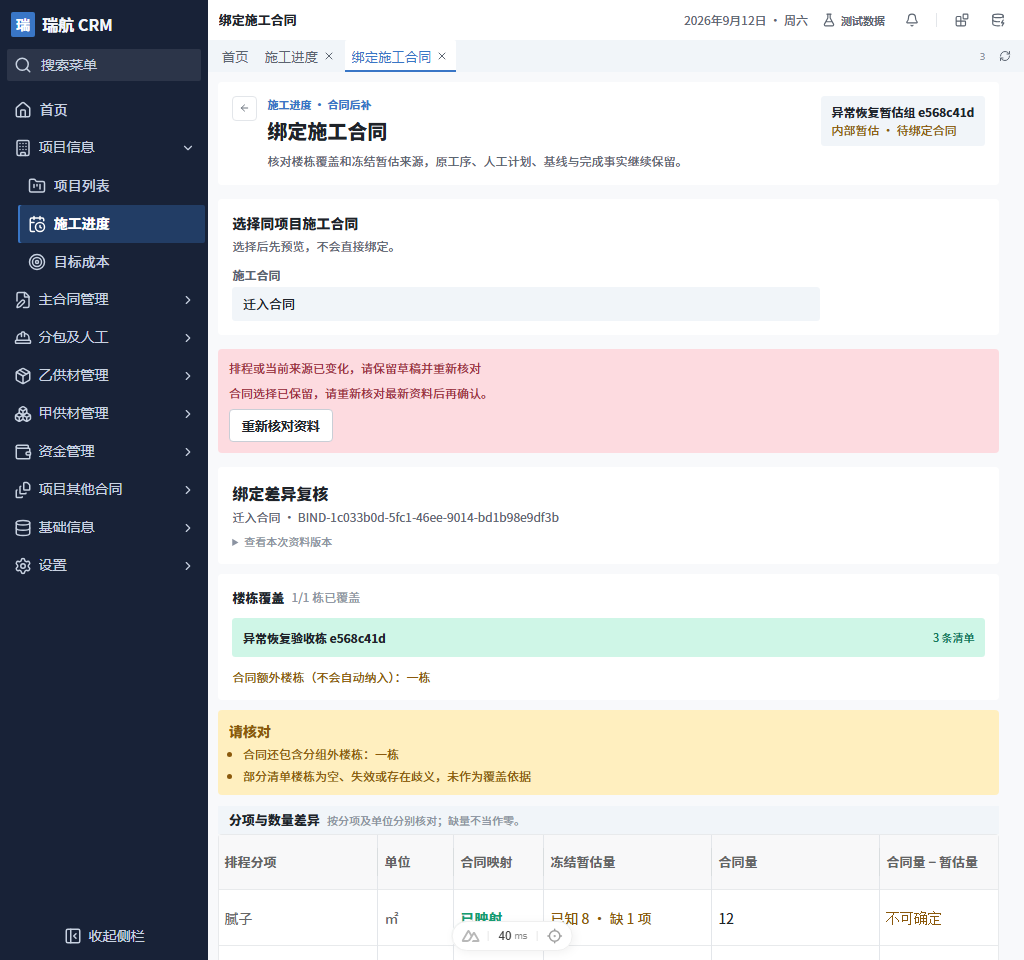 瑞 瑞航 CRM
搜索菜单
首页
项目信息
项目列表
施工进度
目标成本
主合同管理
分包及人工
乙供材管理
甲供材管理
资金管理
项目其他合同
基础信息
设置
收起侧栏
绑定施工合同
2026年9月12日 · 周六 测试数据
首页 施工进度 × 绑定施工合同 × 3
施工进度 · 合同后补
绑定施工合同
核对楼栋覆盖和冻结暂估来源，原工序、人工计划、基线与完成事实继续保留。
异常恢复暂估组 e568c41d
内部暂估 · 待绑定合同
选择同项目施工合同
选择后先预览，不会直接绑定。
施工合同
迁入合同
排程或当前来源已变化，请保留草稿并重新核对
合同选择已保留，请重新核对最新资料后再确认。
重新核对资料
绑定差异复核
迁入合同 · BIND-1c033b0d-5fc1-46ee-9014-bd1b98e9df3b
查看本次资料版本
楼栋覆盖 1/1 栋已覆盖
异常恢复验收栋 e568c41d 3 条清单
合同额外楼栋（不会自动纳入）：一栋
请核对
合同还包含分组外楼栋：一栋
部分清单楼栋为空、失效或存在歧义，未作为覆盖依据
分项与数量差异 按分项及单位分别核对；缺量不当作零。
排程分项 单位 合同映射 冻结暂估量 合同量 合同量 − 暂估量
腻子 ㎡ 已映射 已知 8 · 缺 1 项 12 不可确定
40 ms